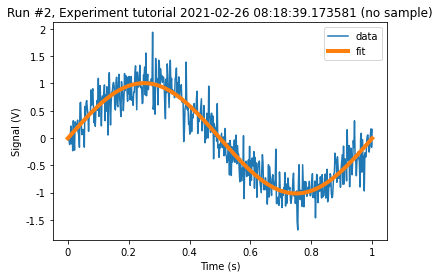 Run #2, Experiment tutorial 2021-02-26 08:18:39.173581 (no sample)
data
fit
2
1.5
1
0.5
0
-0.5
-1
-1.5
Signal (V)
0
0.2
0.4
0.6
0.8
1
Time (s)